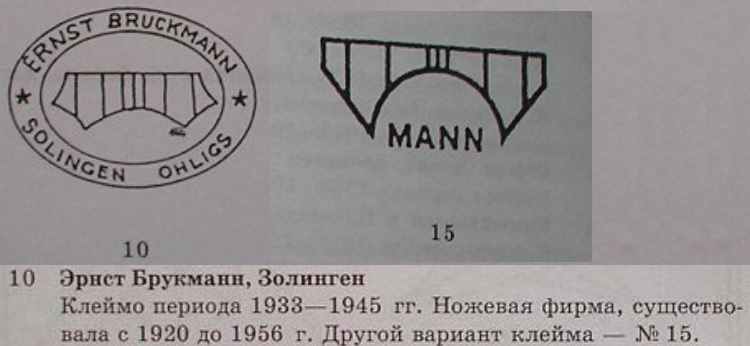 ERNST BRUCKMANN
SOLINGEN OHLIGS
MANN
10
15
10 Эрнст Брукманн, Золинген
Клеймо периода 1933—1945 гг. Ножевая фирма, существо-
вала с 1920 до 1956 г. Другой вариант клейма — № 15.